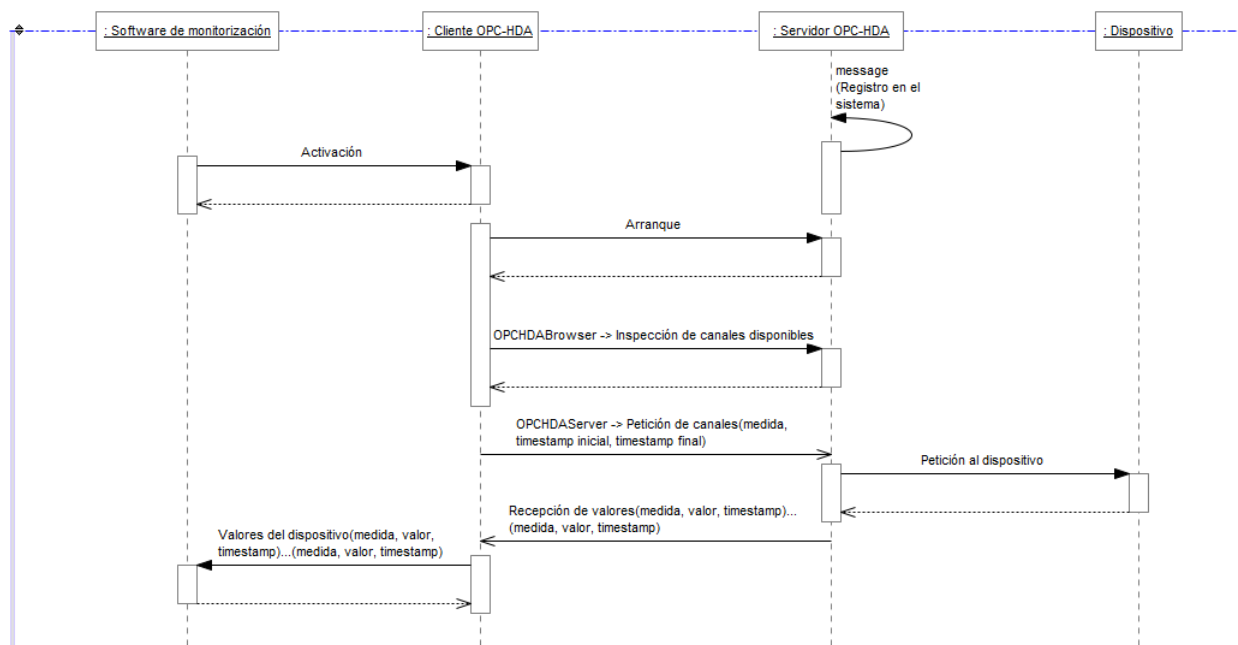 : Software de monitorización
: Cliente OPC-HDA
: Servidor OPC-HDA
: Dispositivo
message
(Registro en el
sistema)
Activación
Arranque
OPCHDABrowser -> Inspección de canales disponibles
OPCHDAServer -> Petición de canales(medida,
timestamp inicial, timestamp final)
Petición al dispositivo
Recepción de valores(medida, valor, timestamp)...
(medida, valor, timestamp)
Valores del dispositivo(medida, valor,
timestamp)...(medida, valor, timestamp)